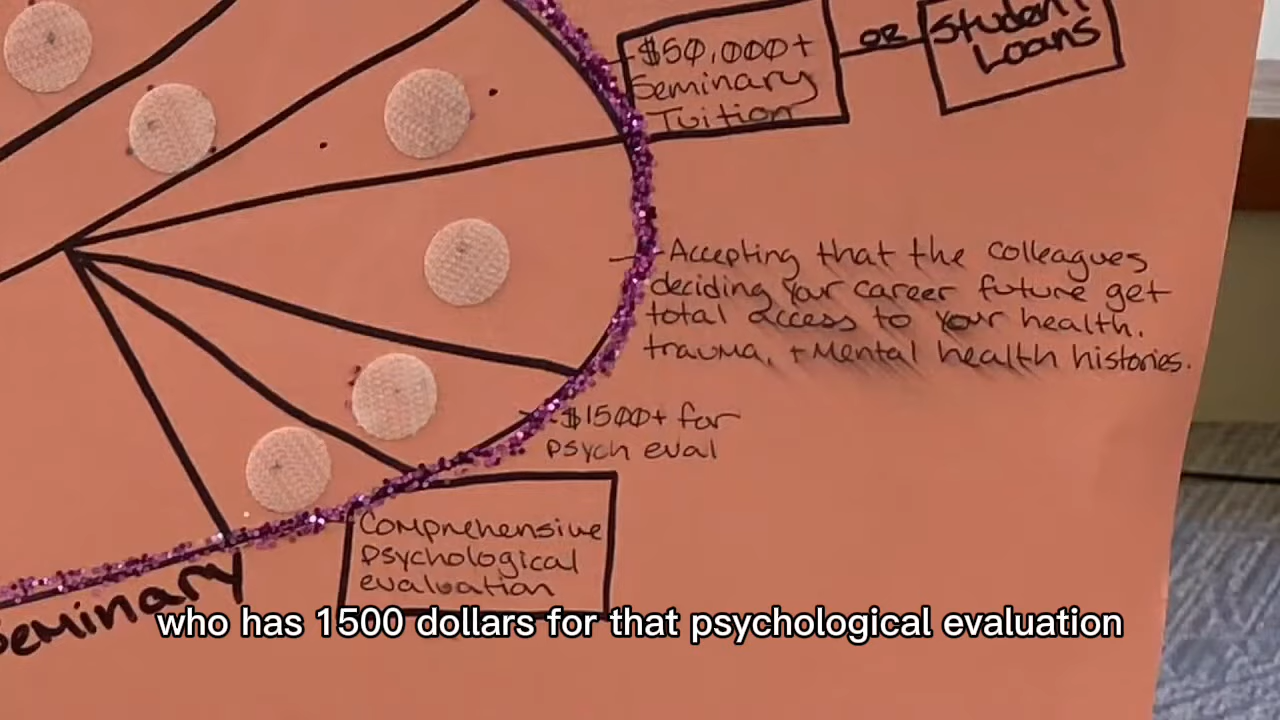 $50,000+
Seminary
Tuition
OR
Student
Loans
Accepting that the colleagues
deciding your career future get
total access to your health,
trauma, + Mental health histories.
$1500+ for
psych eval
Comprehensive
psychological
evaluation
Seminary
who has 1500 dollars for that psychological evaluation